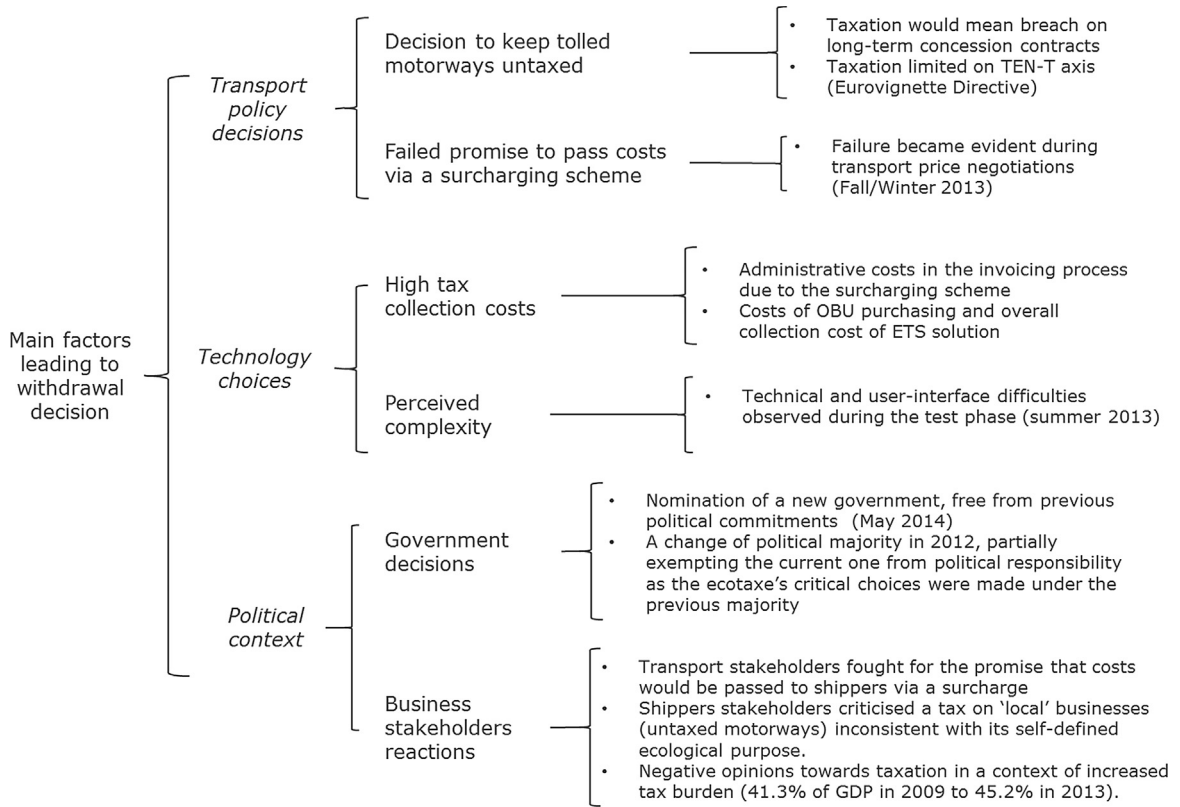 Main factors
leading to
withdrawal
decision
Transport
policy
decisions
Decision to keep tolled
motorways untaxed
• Taxation would mean breach on
long-term concession contracts
• Taxation limited on TEN-T axis
(Eurovignette Directive)
Failed promise to pass costs
via a surcharging scheme
• Failure became evident during
transport price negotiations
(Fall/Winter 2013)
Technology
choices
High tax
collection costs
• Administrative costs in the invoicing process
due to the surcharging scheme
• Costs of OBU purchasing and overall
collection cost of ETS solution
Perceived
complexity
• Technical and user-interface difficulties
observed during the test phase (summer 2013)
Political
context
Government
decisions
• Nomination of a new government, free from previous
political commitments (May 2014)
• A change of political majority in 2012, partially
exempting the current one from political responsibility
as the ecotaxe's critical choices were made under the
previous majority
Business
stakeholders
reactions
• Transport stakeholders fought for the promise that costs
would be passed to shippers via a surcharge
• Shippers stakeholders criticised a tax on 'local' businesses
(untaxed motorways) inconsistent with its self-defined
ecological purpose.
• Negative opinions towards taxation in a context of increased
tax burden (41.3% of GDP in 2009 to 45.2% in 2013).